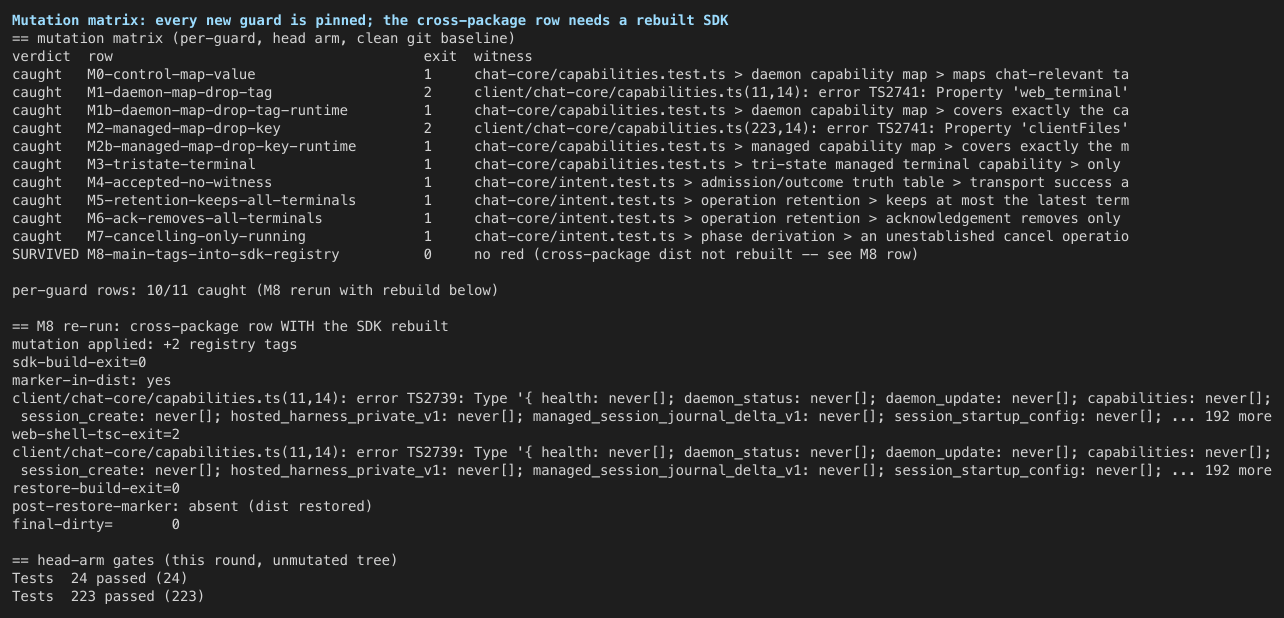 Mutation matrix: every new guard is pinned; the cross-package row needs a rebuilt SDK
== mutation matrix (per-guard, head arm, clean git baseline)
verdict  row                                     exit  witness
caught   M0-control-map-value                    1     chat-core/capabilities.test.ts > daemon capability map > maps chat-relevant ta
caught   M1-daemon-map-drop-tag                  2     client/chat-core/capabilities.ts(11,14): error TS2741: Property 'web_terminal'
caught   M1b-daemon-map-drop-tag-runtime         1     chat-core/capabilities.test.ts > daemon capability map > covers exactly the ca
caught   M2-managed-map-drop-key                 2     client/chat-core/capabilities.ts(223,14): error TS2741: Property 'clientFiles'
caught   M2b-managed-map-drop-key-runtime        1     chat-core/capabilities.test.ts > managed capability map > covers exactly the m
caught   M3-tristate-terminal                    1     chat-core/capabilities.test.ts > tri-state managed terminal capability > only
caught   M4-accepted-no-witness                  1     chat-core/intent.test.ts > admission/outcome truth table > transport success a
caught   M5-retention-keeps-all-terminals        1     chat-core/intent.test.ts > operation retention > keeps at most the latest term
caught   M6-ack-removes-all-terminals            1     chat-core/intent.test.ts > operation retention > acknowledgement removes only
caught   M7-cancelling-only-running              1     chat-core/intent.test.ts > phase derivation > an unestablished cancel operatio
SURVIVED M8-main-tags-into-sdk-registry          0     no red (cross-package dist not rebuilt -- see M8 row)
per-guard rows: 10/11 caught (M8 rerun with rebuild below)
== M8 re-run: cross-package row WITH the SDK rebuilt
mutation applied: +2 registry tags
sdk-build-exit=0
marker-in-dist: yes
client/chat-core/capabilities.ts(11,14): error TS2739: Type '{ health: never[]; daemon_status: never[]; daemon_update: never[]; capabilities: never[];
 session_create: never[]; hosted_harness_private_v1: never[]; managed_session_journal_delta_v1: never[]; session_startup_config: never[]; ... 192 more
web-shell-tsc-exit=2
client/chat-core/capabilities.ts(11,14): error TS2739: Type '{ health: never[]; daemon_status: never[]; daemon_update: never[]; capabilities: never[];
 session_create: never[]; hosted_harness_private_v1: never[]; managed_session_journal_delta_v1: never[]; session_startup_config: never[]; ... 192 more
restore-build-exit=0
post-restore-marker: absent (dist restored)
final-dirty=       0
== head-arm gates (this round, unmutated tree)
Tests  24 passed (24)
Tests  223 passed (223)